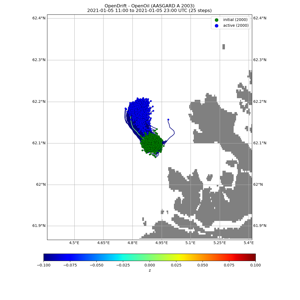 OpenDrift - OpenOil (AASGARD A 2003)
2021-01-05 11:00 to 2021-01-05 23:00 UTC (25 steps)
initial (2000)
active (2000)
62.4°N 62.4°N
62.3°N 62.3°N
62.2°N 62.2°N
62.1°N 62.1°N
62°N 62°N
61.9°N 61.9°N
4.5°E 4.65°E 4.8°E 4.95°E 5.1°E 5.25°E 5.4°E
−0.100 −0.075 −0.050 −0.025 0.000 0.025 0.050 0.075 0.100
z